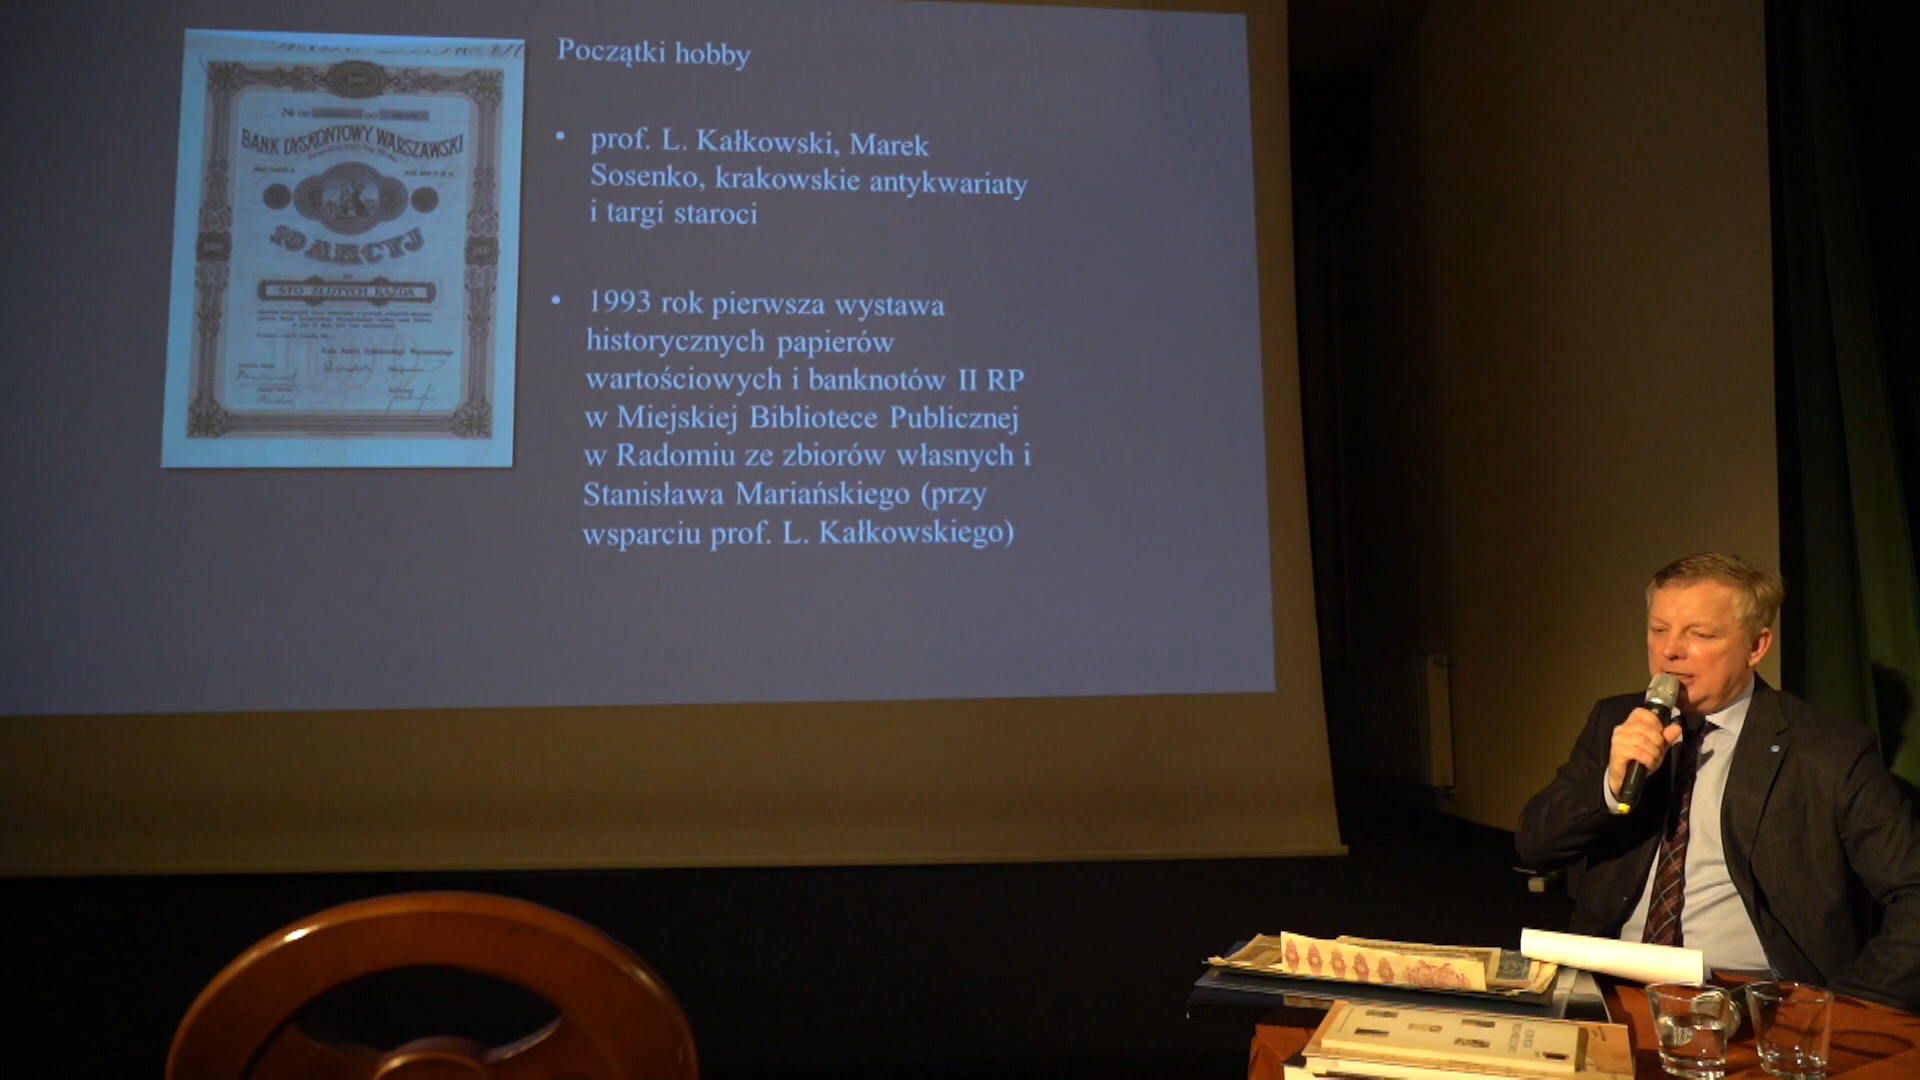 Początki hobby
• prof. L. Kałkowski, Marek
Sosenko, krakowskie antykwariaty
i targi staroci
• 1993 rok pierwsza wystawa
historycznych papierów
wartościowych i banknotów II RP
w Miejskiej Bibliotece Publicznej
w Radomiu ze zbiorów własnych i
Stanisława Mariańskiego (przy
wsparciu prof. L. Kałkowskiego)
BANK DYSKONTOWY WARSZAWSKI
10 AKCYJ
STO ZŁOTYCH KAŻDA